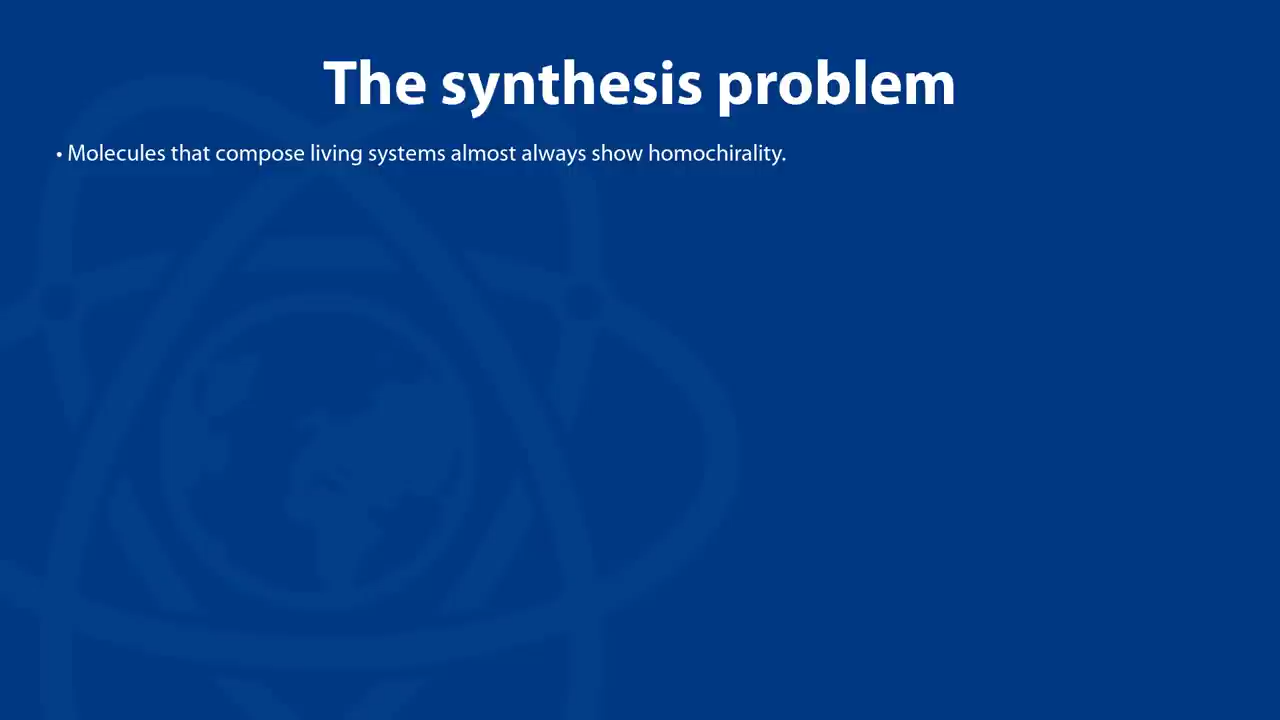 The synthesis problem
• Molecules that compose living systems almost always show homochirality.